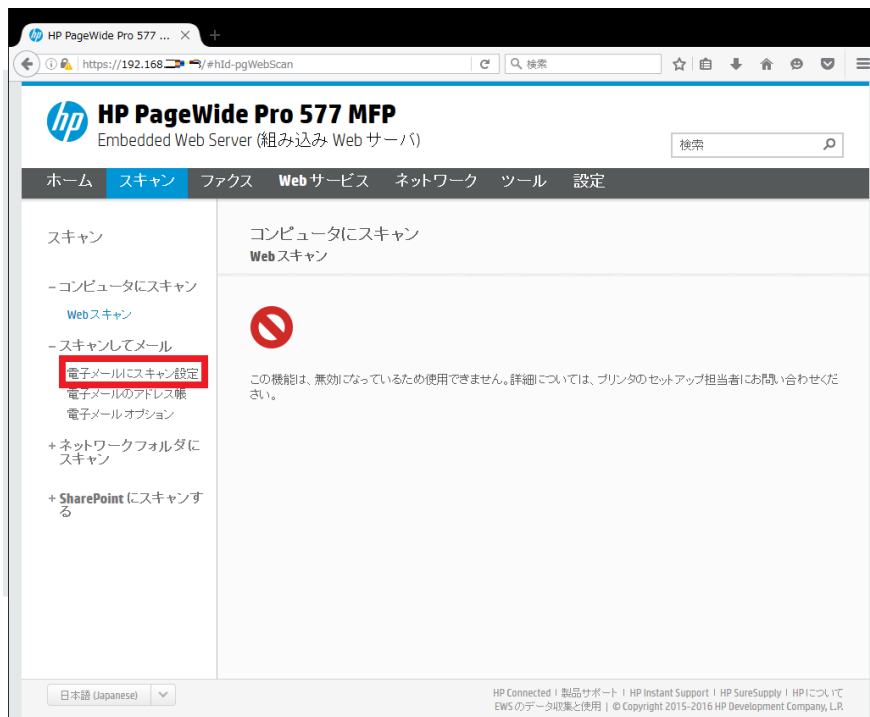 HP PageWide Pro 577 ...
https://192.168. /#hId-pgWebScan
検索
hp HP PageWide Pro 577 MFP
Embedded Web Server (組み込み Web サーバ)
検索
ホーム スキャン ファクス Web サービス ネットワーク ツール 設定
スキャン
コンピュータにスキャン
Web スキャン
− コンピュータにスキャン
Web スキャン
− スキャンしてメール
電子メールにスキャン設定
電子メールのアドレス帳
電子メール オプション
+ ネットワークフォルダに
スキャン
+ SharePoint にスキャンす
る
この機能は、無効になっているため使用できません。詳細については、プリンタのセットアップ担当者にお問い合わせくだ
さい。
日本語 (Japanese)
HP Connected | 製品サポート | HP Instant Support | HP SureSupply | HP について
EWS のデータ収集と使用 | © Copyright 2015-2016 HP Development Company, L.P.